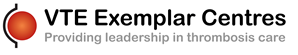 VTE Exemplar Centres
Providing leadership in thrombosis care